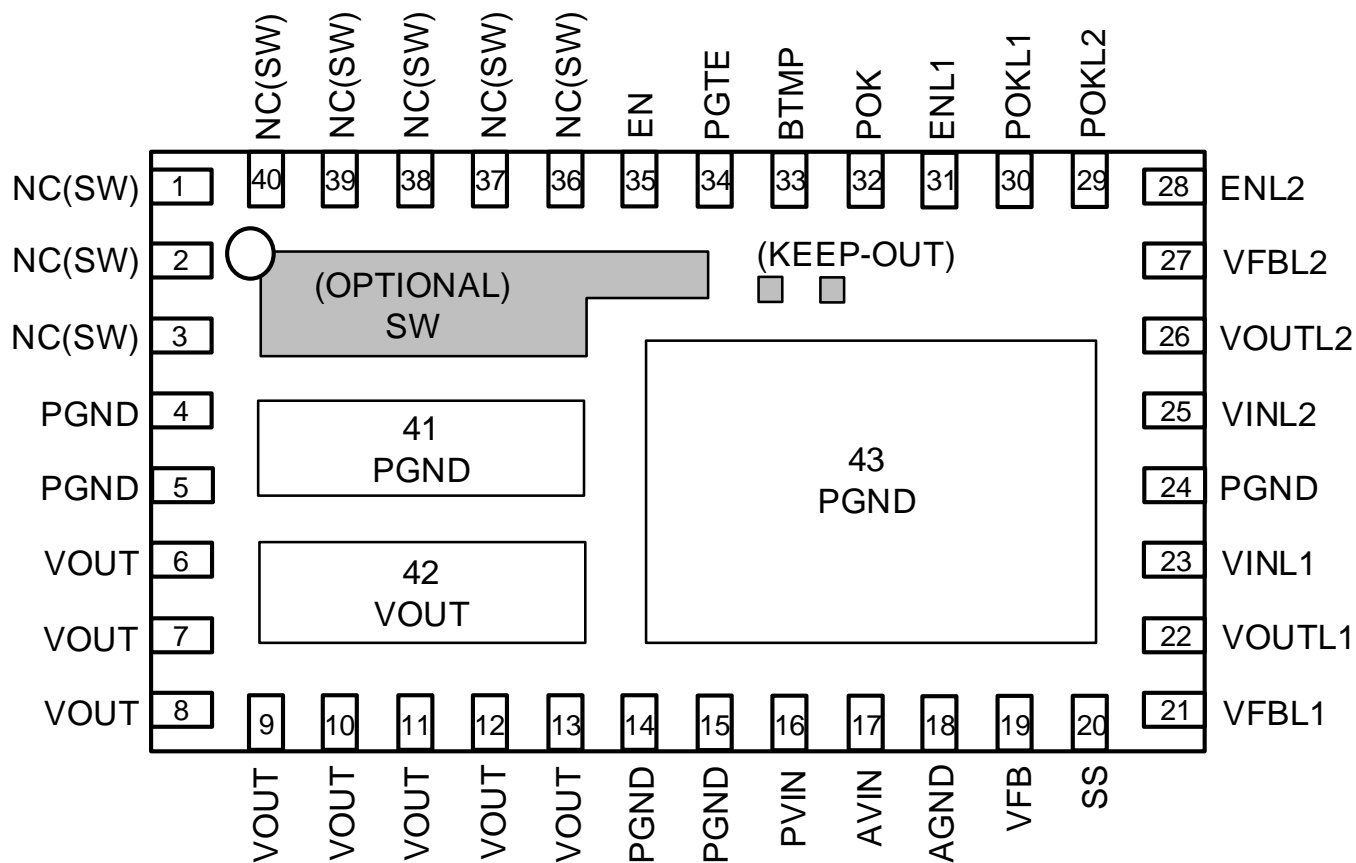 NC(SW) NC(SW) NC(SW) NC(SW) NC(SW) EN PGTE BTMP POK ENL1 POKL1 POKL2
40 39 38 37 36 35 34 33 32 31 30 29
NC(SW) 1
28 ENL2
NC(SW) 2
(KEEP-OUT)
27 VFBL2
(OPTIONAL)
SW
NC(SW) 3
26 VOUTL2
PGND 4
25 VINL2
41
PGND
43
PGND
PGND 5
24 PGND
VOUT 6
23 VINL1
42
VOUT
VOUT 7
22 VOUTL1
VOUT 8
21 VFBL1
9 10 11 12 13 14 15 16 17 18 19 20
VOUT VOUT VOUT VOUT VOUT PGND PGND PVIN AVIN AGND VFB SS